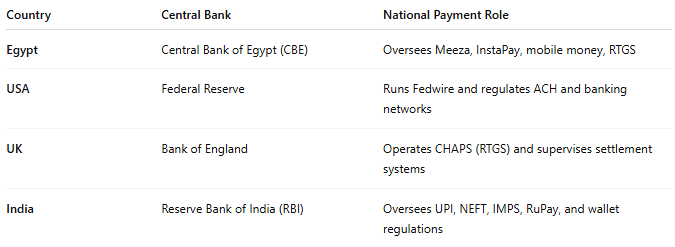 Country Central Bank National Payment Role
Egypt Central Bank of Egypt (CBE) Oversees Meeza, InstaPay, mobile money, RTGS
USA Federal Reserve Runs Fedwire and regulates ACH and banking
networks
UK Bank of England Operates CHAPS (RTGS) and supervises settlement
systems
India Reserve Bank of India (RBI) Oversees UPI, NEFT, IMPS, RuPay, and wallet
regulations